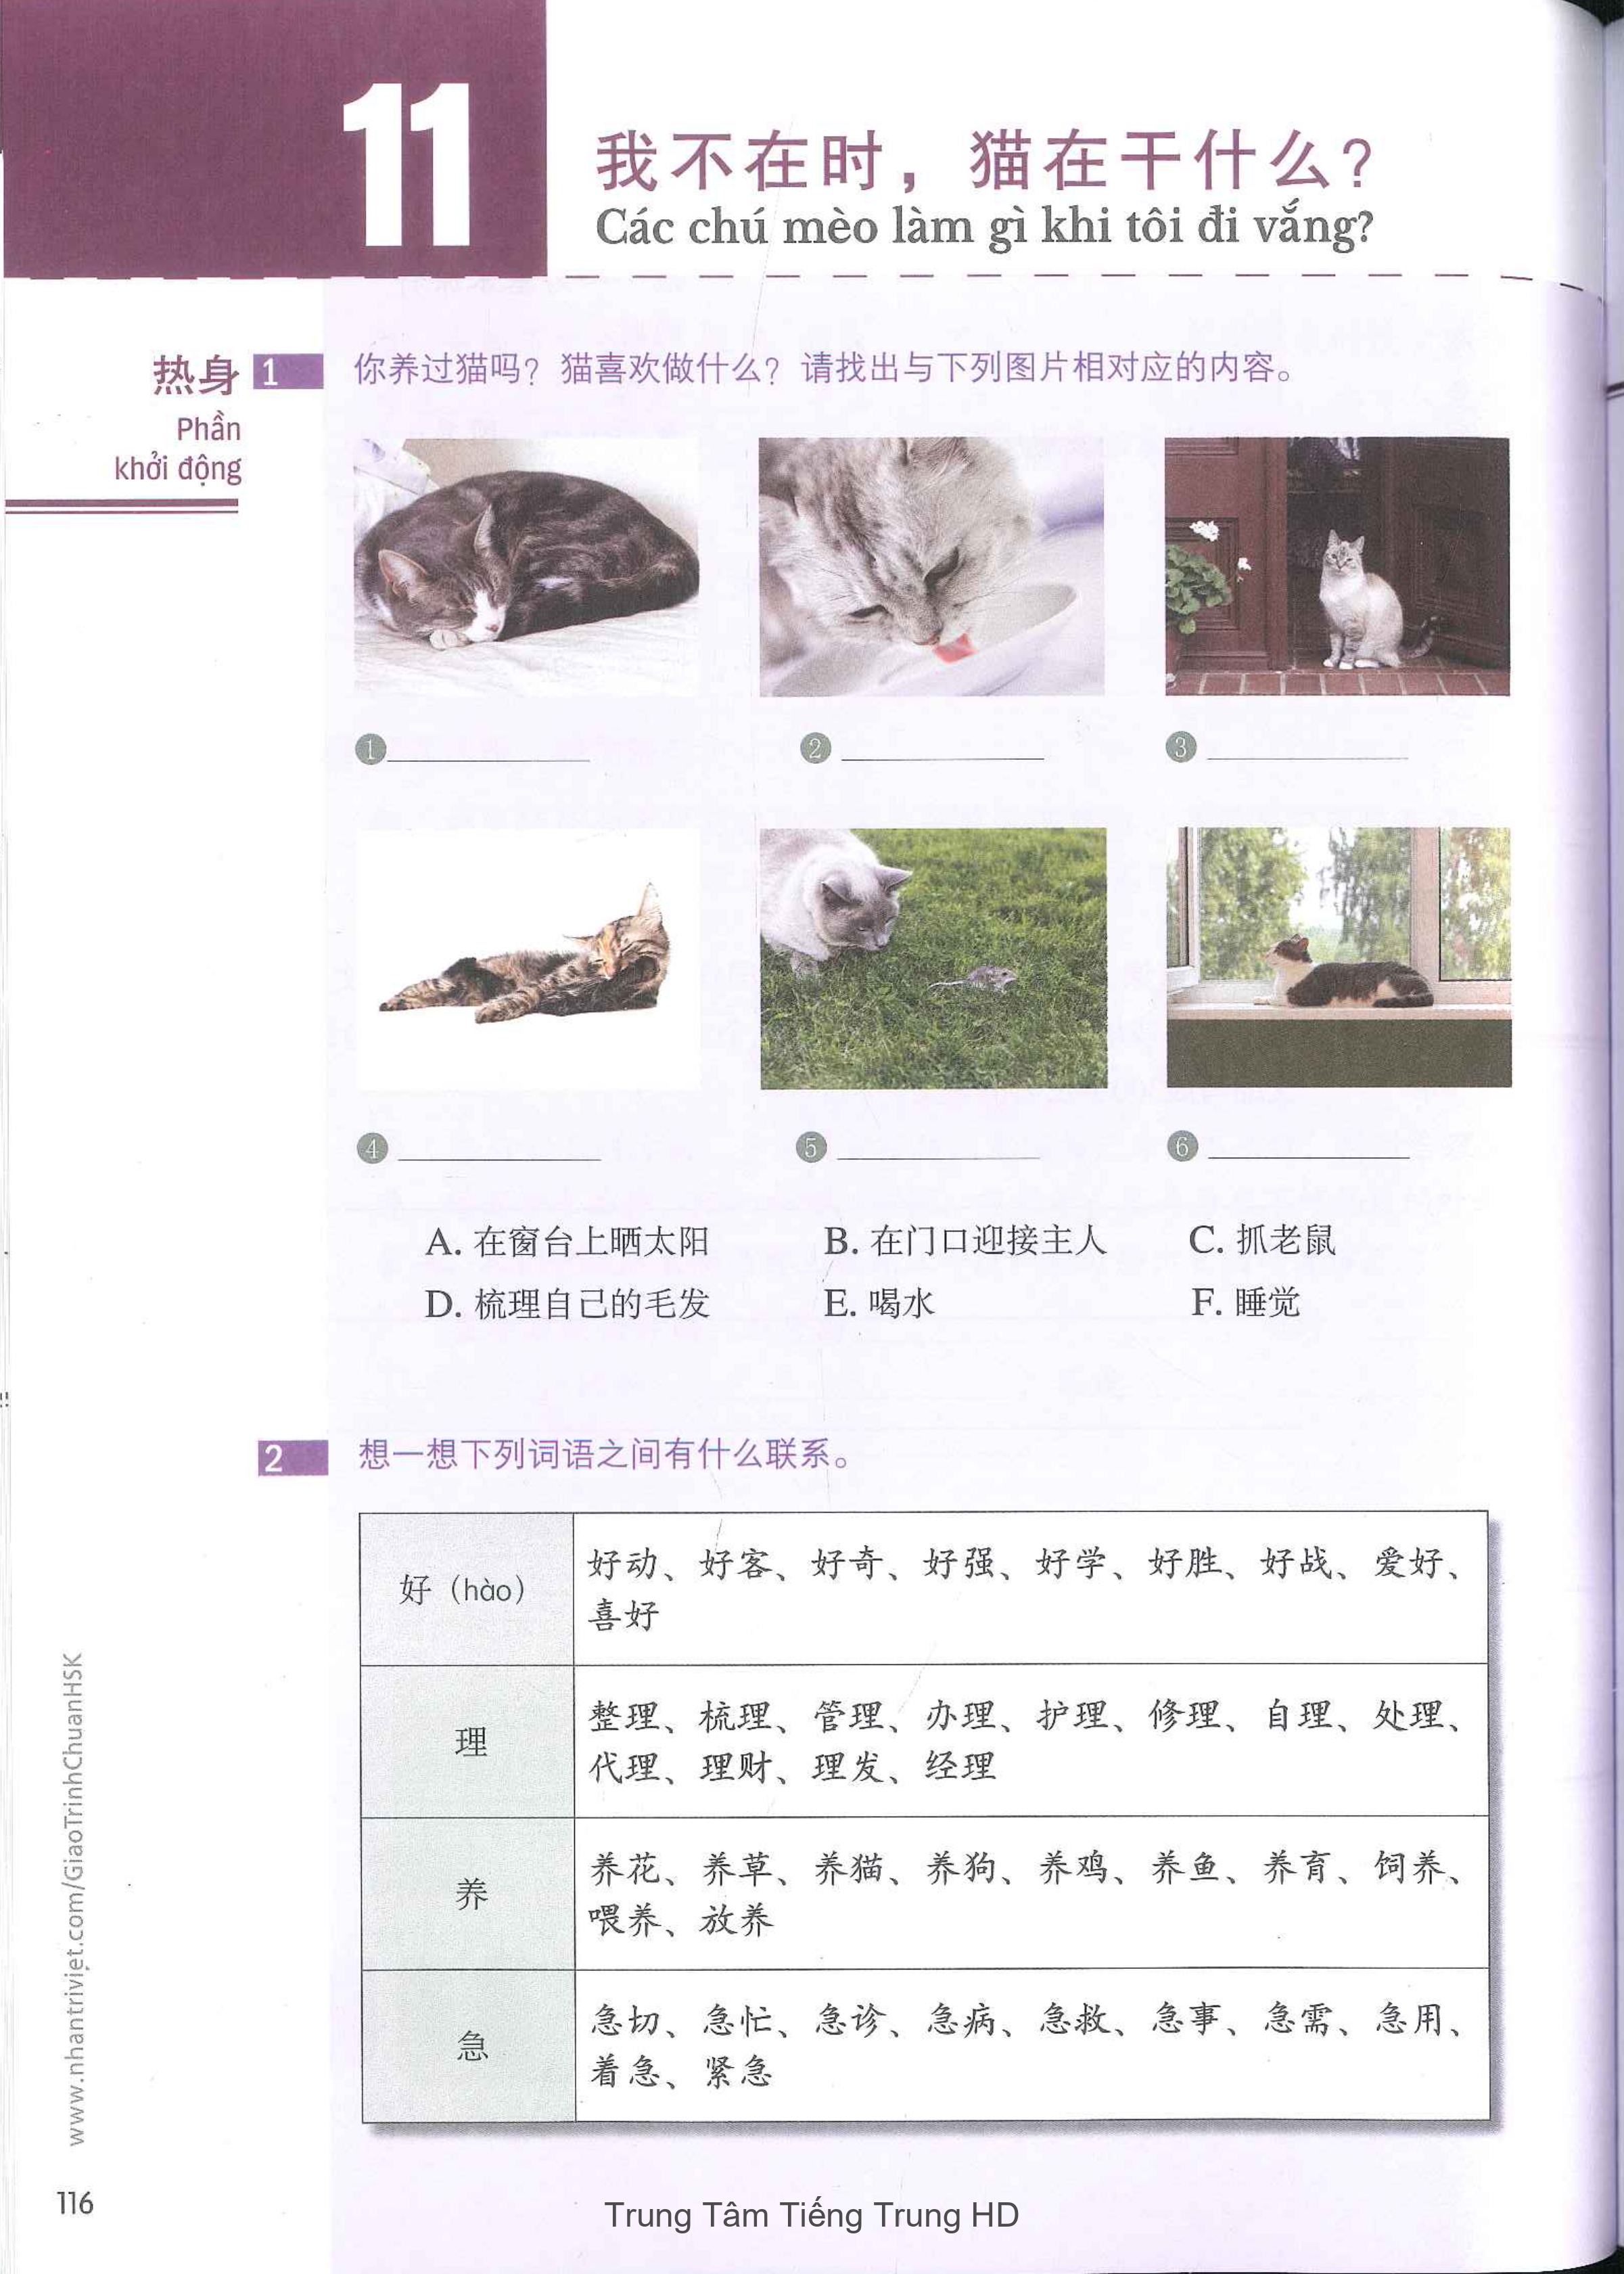 11
我不在时，猫在干什么？
Các chú mèo làm gì khi tôi đi vắng?
热身
Phần
khởi động
1 你养过猫吗？猫喜欢做什么？请找出与下列图片相对应的内容。
① ② ③
④ ⑤ ⑥
A. 在窗台上晒太阳 B. 在门口迎接主人 C. 抓老鼠
D. 梳理自己的毛发 E. 喝水 F. 睡觉
2 想一想下列词语之间有什么联系。
好（hào）
好动、好客、好奇、好强、好学、好胜、好战、爱好、
喜好
理
整理、梳理、管理、办理、护理、修理、自理、处理、
代理、理财、理发、经理
养
养花、养草、养猫、养狗、养鸡、养鱼、养育、饲养、
喂养、放养
急
急切、急忙、急诊、急病、急救、急事、急需、急用、
着急、紧急
www.nhantriviet.com/GiaoTrinhChuanHSK
116
Trung Tâm Tiếng Trung HD